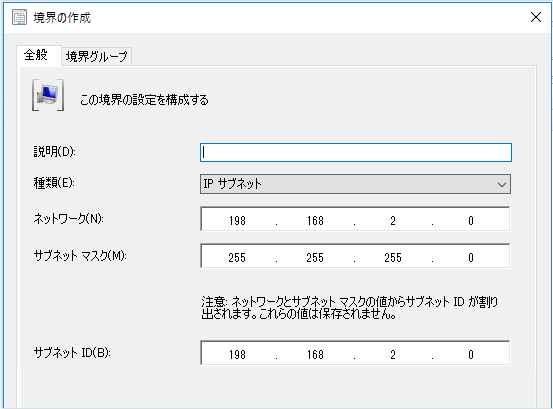 境界の作成
全般 境界グループ
この境界の設定を構成する
説明(D):
種類(E): IP サブネット
ネットワーク(N): 198 . 168 . 2 . 0
サブネット マスク(M): 255 . 255 . 255 . 0
注意: ネットワークとサブネット マスクの値からサブネット ID が割り
出されます。これらの値は保存されません。
サブネット ID(B): 198 . 168 . 2 . 0